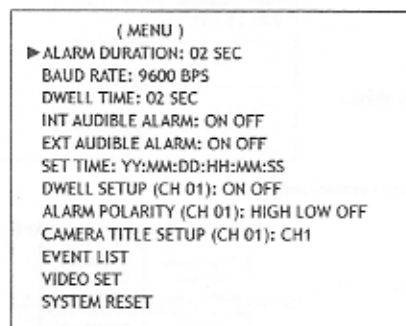 ( MENU )
▶ ALARM DURATION: 02 SEC
BAUD RATE: 9600 BPS
DWELL TIME: 02 SEC
INT AUDIBLE ALARM: ON OFF
EXT AUDIBLE ALARM: ON OFF
SET TIME: YY:MM:DD:HH:MM:SS
DWELL SETUP (CH 01): ON OFF
ALARM POLARITY (CH 01): HIGH LOW OFF
CAMERA TITLE SETUP (CH 01): CH1
EVENT LIST
VIDEO SET
SYSTEM RESET